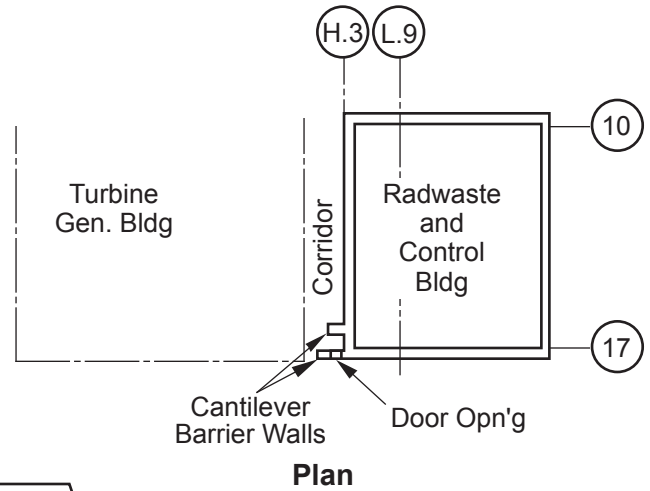 H.3
L.9
10
Turbine
Gen. Bldg
Corridor
Radwaste
and
Control
Bldg
17
Cantilever
Barrier Walls
Door Opn'g
Plan